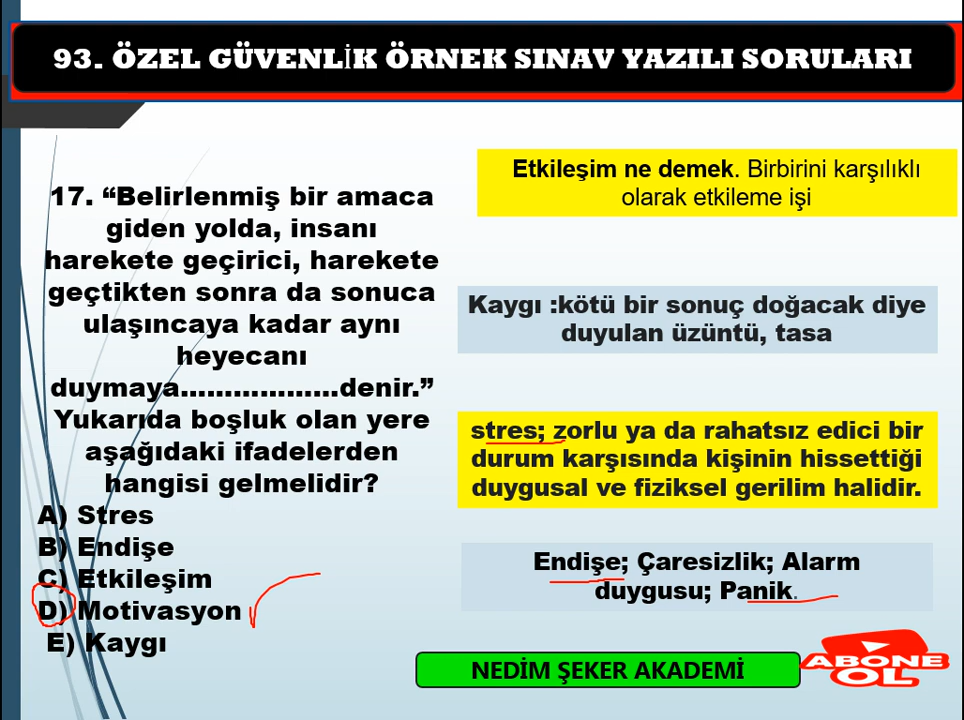 93. ÖZEL GÜVENLİK ÖRNEK SINAV YAZILI SORULARI
17. “Belirlenmiş bir amaca
giden yolda, insanı
harekete geçirici, harekete
geçtikten sonra da sonuca
ulaşıncaya kadar aynı
heyecanı
duymaya………………denir.”
Yukarıda boşluk olan yere
aşağıdaki ifadelerden
hangisi gelmelidir?
A) Stres
B) Endişe
C) Etkileşim
D) Motivasyon
E) Kaygı
Etkileşim ne demek. Birbirini karşılıklı
olarak etkileme işi
Kaygı :kötü bir sonuç doğacak diye
duyulan üzüntü, tasa
stres; zorlu ya da rahatsız edici bir
durum karşısında kişinin hissettiği
duygusal ve fiziksel gerilim halidir.
Endişe; Çaresizlik; Alarm
duygusu; Panik.
NEDİM ŞEKER AKADEMİ
ABONE
OL